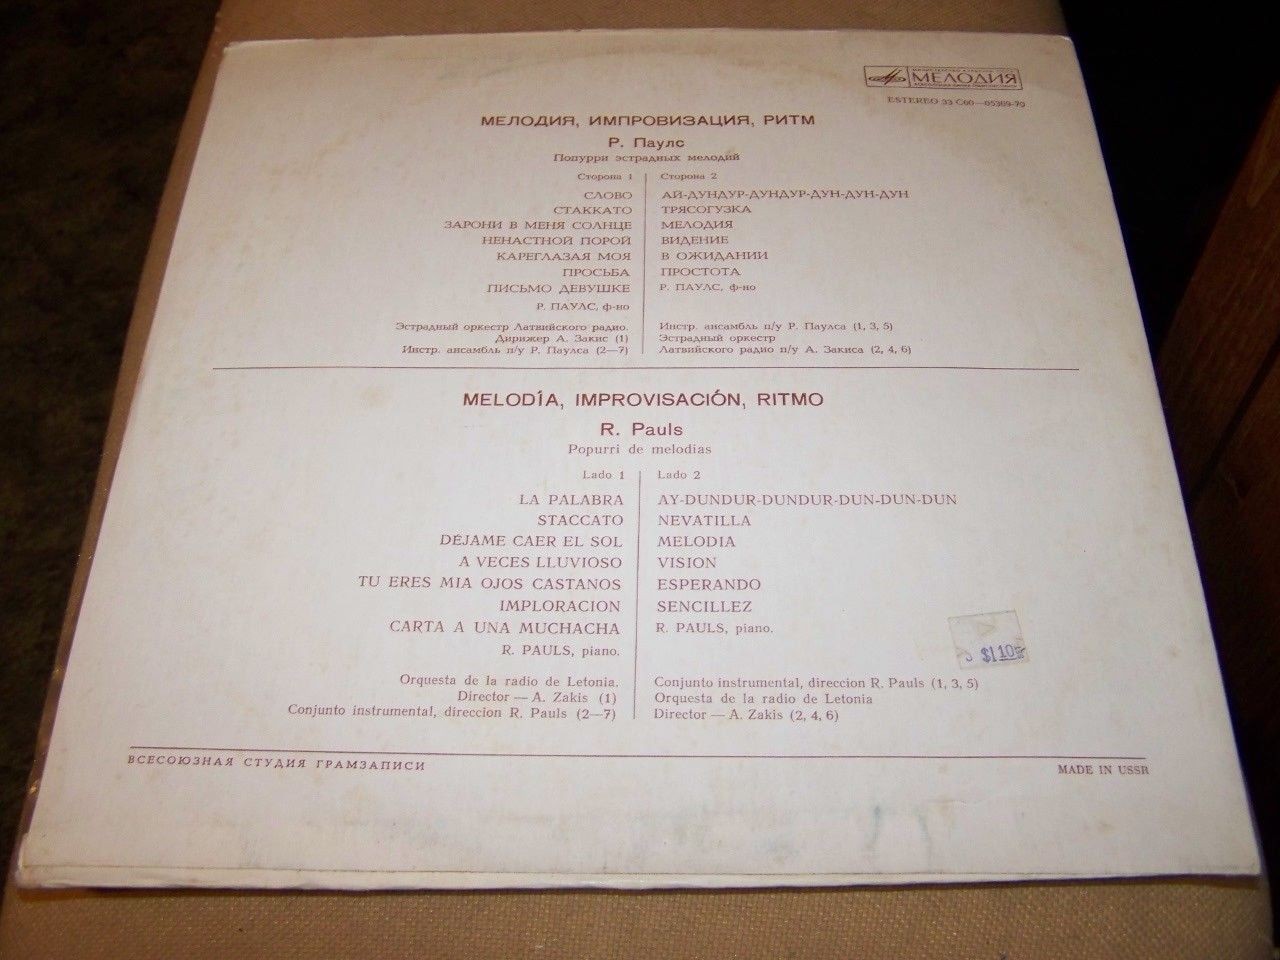 МЕЛОДИЯ
ESTEREO 33 С60—05369-70
МЕЛОДИЯ, ИМПРОВИЗАЦИЯ, РИТМ
Р. Паулс
Попурри эстрадных мелодий
Сторона 1
СЛОВО
СТАККАТО
ЗАРОНИ В МЕНЯ СОЛНЦЕ
НЕНАСТНОЙ ПОРОЙ
КАРЕГЛАЗАЯ МОЯ
ПРОСЬБА
ПИСЬМО ДЕВУШКЕ
Р. ПАУЛС, ф-но
Эстрадный оркестр Латвийского радио.
Дирижер А. Закис (1)
Инстр. ансамбль п/у Р. Паулса (2—7)
Сторона 2
АЙ-ДУНДУР-ДУНДУР-ДУН-ДУН-ДУН
ТРЯСОГУЗКА
МЕЛОДИЯ
ВИДЕНИЕ
В ОЖИДАНИИ
ПРОСТОТА
Р. ПАУЛС, ф-но
Инстр. ансамбль п/у Р. Паулса (1, 3, 5)
Эстрадный оркестр
Латвийского радио п/у А. Закиса (2, 4, 6)
MELODÍA, IMPROVISACIÓN, RITMO
R. Pauls
Popurri de melodias
Lado 1
LA PALABRA
STACCATO
DÉJAME CAER EL SOL
A VECES LLUVIOSO
TU ERES MIA OJOS CASTANOS
IMPLORACION
CARTA A UNA MUCHACHA
R. PAULS, piano.
Orquesta de la radio de Letonia.
Director — A. Zakis (1)
Conjunto instrumental, direccion R. Pauls (2—7)
Lado 2
AY-DUNDUR-DUNDUR-DUN-DUN-DUN
NEVATILLA
MELODIA
VISION
ESPERANDO
SENCILLEZ
R. PAULS, piano.
Conjunto instrumental, direccion R. Pauls (1, 3, 5)
Orquesta de la radio de Letonia
Director — A. Zakis (2, 4, 6)
$1.10
ВСЕСОЮЗНАЯ СТУДИЯ ГРАМЗАПИСИ
MADE IN USSR